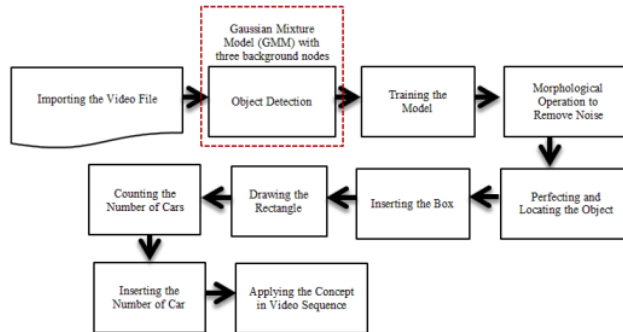 Gaussian Mixture
Model (GMM) with
three background nodes
Importing the Video File
Object Detection
Training the
Model
Morphological
Operation to
Remove Noise
Perfecting and
Locating the Object
Inserting the Box
Drawing the
Rectangle
Counting the
Number of Cars
Inserting the
Number of Car
Applying the Concept
in Video Sequence